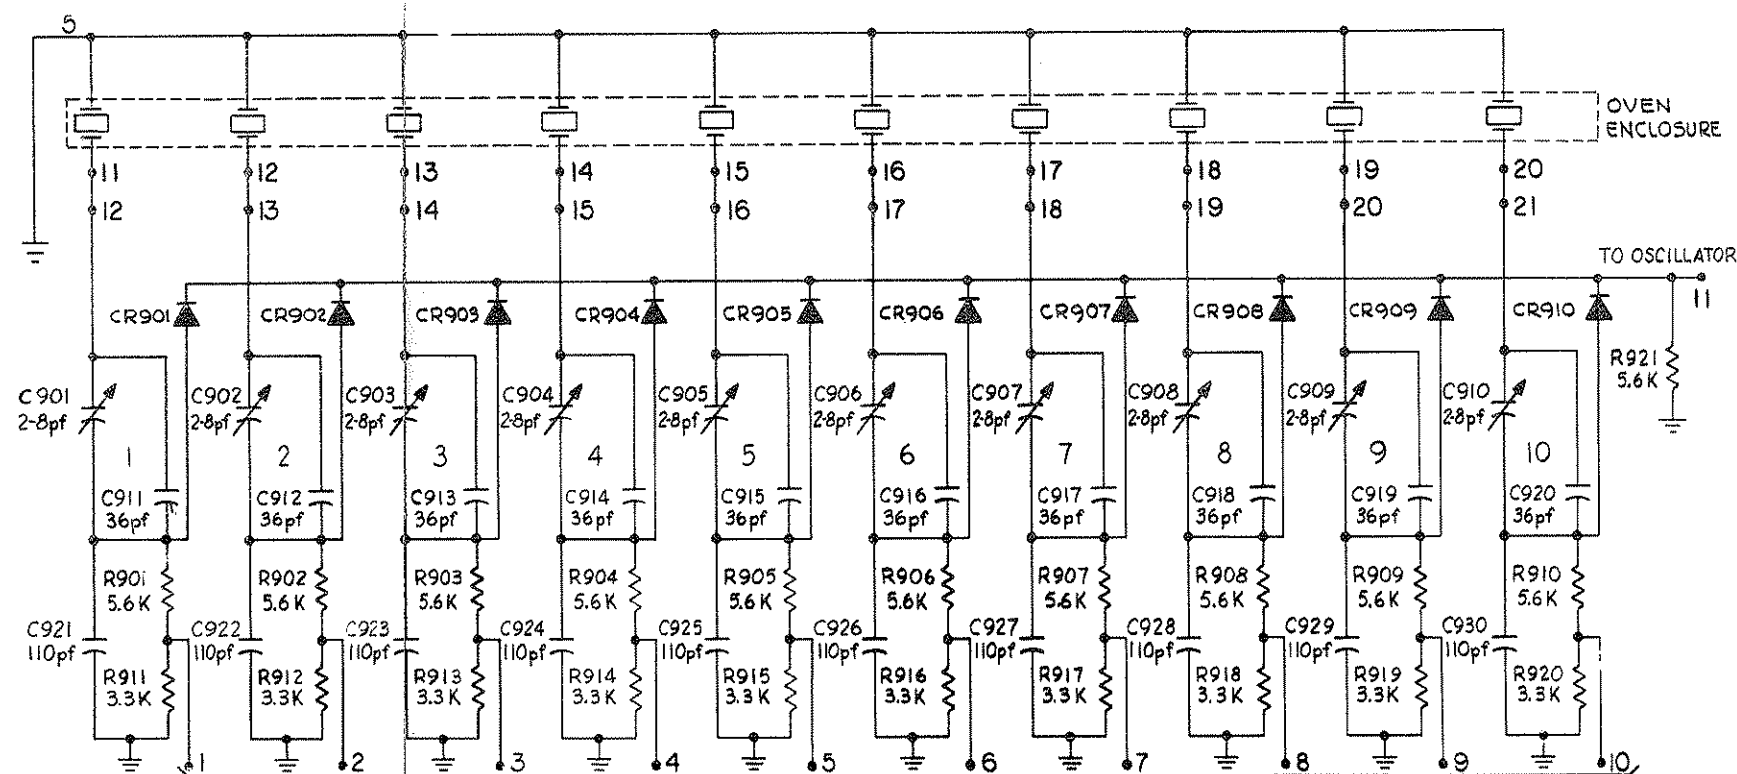 5
OVEN
ENCLOSURE
11 12 13 14 15 16 17 18 19 20
12 13 14 15 16 17 18 19 20 21
TO OSCILLATOR
11
CR901 CR902 CR903 CR904 CR905 CR906 CR907 CR908 CR909 CR910
R921
5.6K
C901 C902 C903 C904 C905 C906 C907 C908 C909 C910
2-8pf 2-8pf 2-8pf 2-8pf 2-8pf 2-8pf 2-8pf 2-8pf 2-8pf 2-8pf
1 2 3 4 5 6 7 8 9 10
C911 C912 C913 C914 C915 C916 C917 C918 C919 C920
36pf 36pf 36pf 36pf 36pf 36pf 36pf 36pf 36pf 36pf
R901 R902 R903 R904 R905 R906 R907 R908 R909 R910
5.6K 5.6K 5.6K 5.6K 5.6K 5.6K 5.6K 5.6K 5.6K 5.6K
C921 C922 C923 C924 C925 C926 C927 C928 C929 C930
110pf 110pf 110pf 110pf 110pf 110pf 110pf 110pf 110pf 110pf
R911 R912 R913 R914 R915 R916 R917 R918 R919 R920
3.3K 3.3K 3.3K 3.3K 3.3K 3.3K 3.3K 3.3K 3.3K 3.3K
1 2 3 4 5 6 7 8 9 10